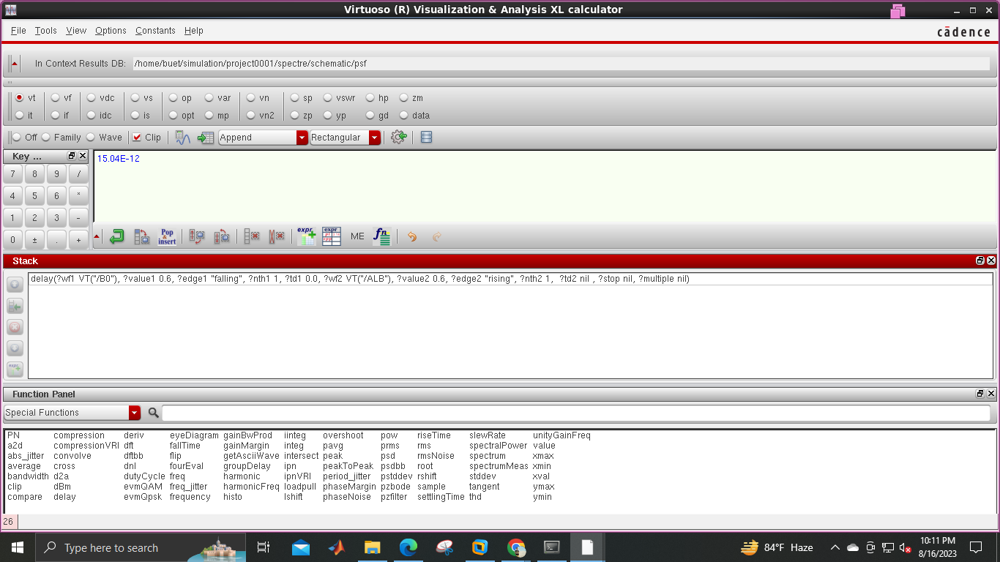 Virtuoso (R) Visualization & Analysis XL calculator
File Tools View Options Constants Help
cādence
In Context Results DB: /home/buet/simulation/project0001/spectre/schematic/psf
vt vf vdc vs op var vn sp vswr hp zm
it if idc is opt mp vn2 zp yp gd data
Off Family Wave Clip Append Rectangular
Key ...
15.04E-12
7 8 9 /
4 5 6 *
1 2 3 -
0 ± . +
Pop insert expr expr ME fn
Stack
delay(?wf1 VT("/B0"), ?value1 0.6, ?edge1 "falling", ?nth1 1, ?td1 0.0, ?wf2 VT("/ALB"), ?value2 0.6, ?edge2 "rising", ?nth2 1, ?td2 nil , ?stop nil, ?multiple nil)
expr
Function Panel
Special Functions
PN compression deriv eyeDiagram gainBwProd iinteg overshoot pow riseTime slewRate unityGainFreq
a2d compressionVRI dft fallTime gainMargin integ pavg prms rms spectralPower value
abs_jitter convolve dftbb flip getAsciiWave intersect peak psd rmsNoise spectrum xmax
average cross dnl fourEval groupDelay ipn peakToPeak psdbb root spectrumMeas xmin
bandwidth d2a dutyCycle freq harmonic ipnVRI period_jitter pstddev rshift stddev xval
clip dBm evmQAM freq_jitter harmonicFreq loadpull phaseMargin pzbode sample tangent ymax
compare delay evmQpsk frequency histo lshift phaseNoise pzfilter settlingTime thd ymin
26
Type here to search
84°F Haze
10:11 PM
8/16/2023